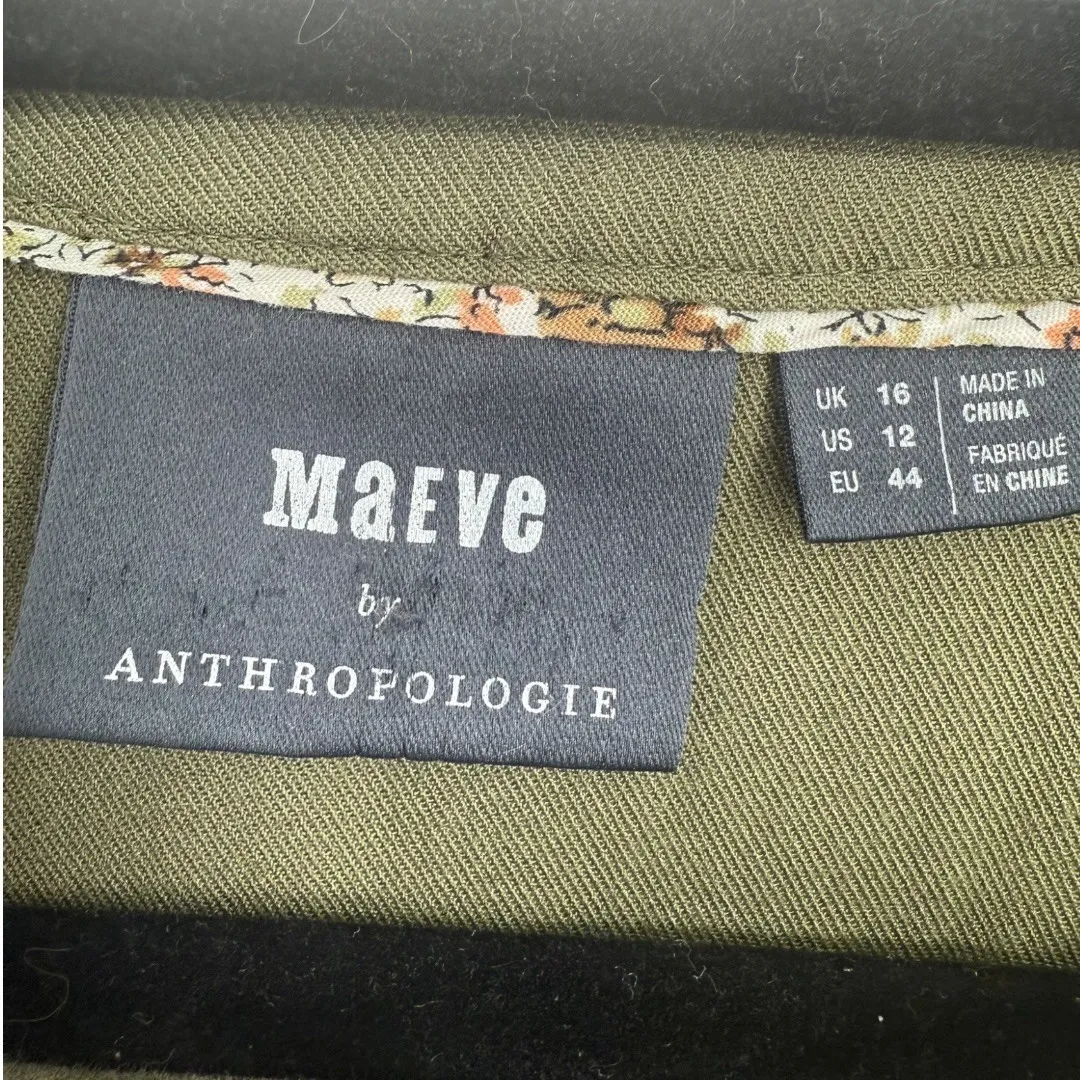 MaEVe
by
ANTHROPOLOGIE
UK 16
US 12
EU 44
MADE IN
CHINA
FABRIQUÉ
EN CHINE